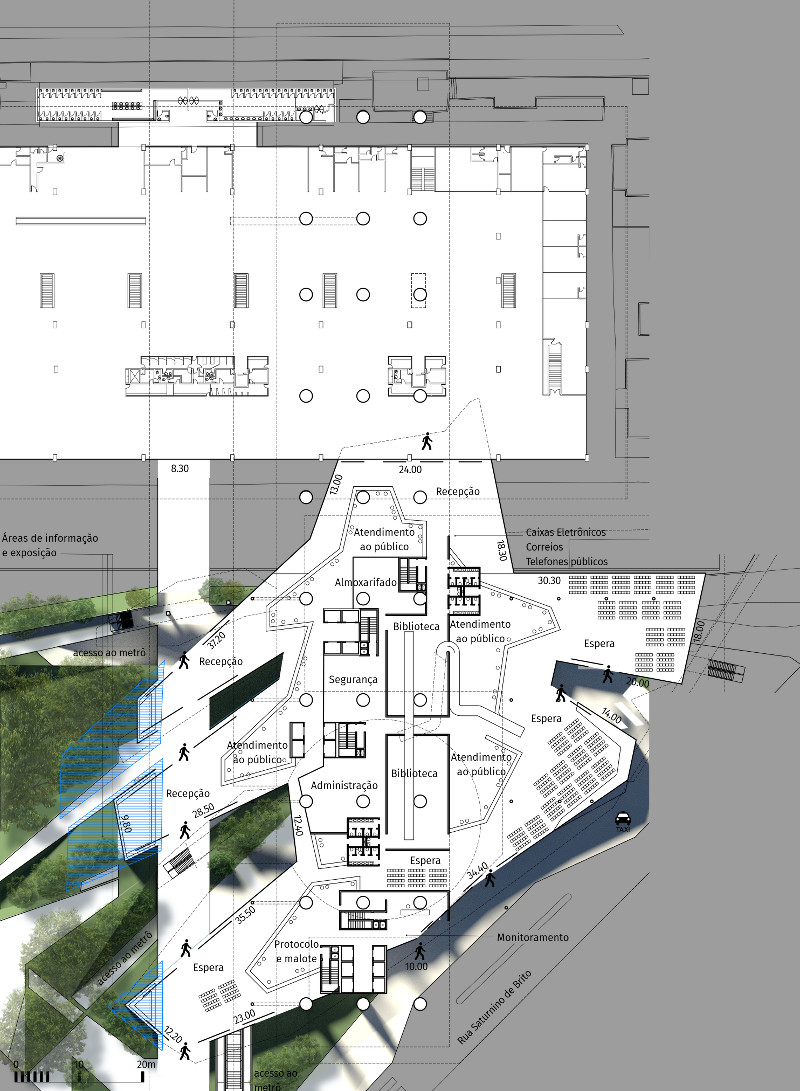 8.30
24.00
13.00
Recepção
18.30
Atendimento
ao público
Caixas Eletrônicos
Correios
Telefones públicos
Áreas de informação
e exposição
Almoxarifado
30.30
Biblioteca
Atendimento
ao público
Espera
18.00
acesso ao metrô
37.20
Recepção
Segurança
20.00
14.00
Espera
Atendimento
ao público
Biblioteca
Atendimento
ao público
Administração
Recepção
28.50
9.80
12.40
TAXI
Espera
34.40
35.50
acesso ao metrô
Protocolo
e malote
Espera
Monitoramento
10.00
Rua Saturnino de Brito
23.00
12.20
0
10
20m
acesso ao
metrô